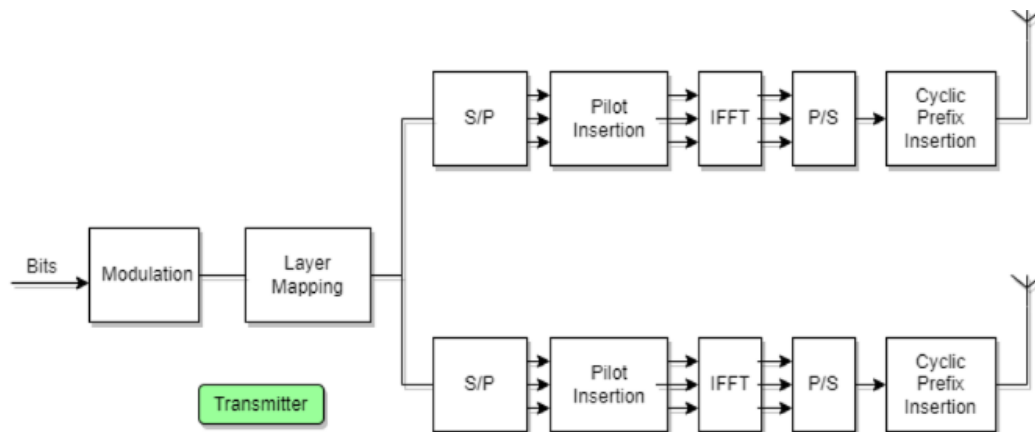 S/P
Pilot
Insertion
IFFT
P/S
Cyclic
Prefix
Insertion
Bits
Modulation
Layer
Mapping
S/P
Pilot
Insertion
IFFT
P/S
Cyclic
Prefix
Insertion
Transmitter